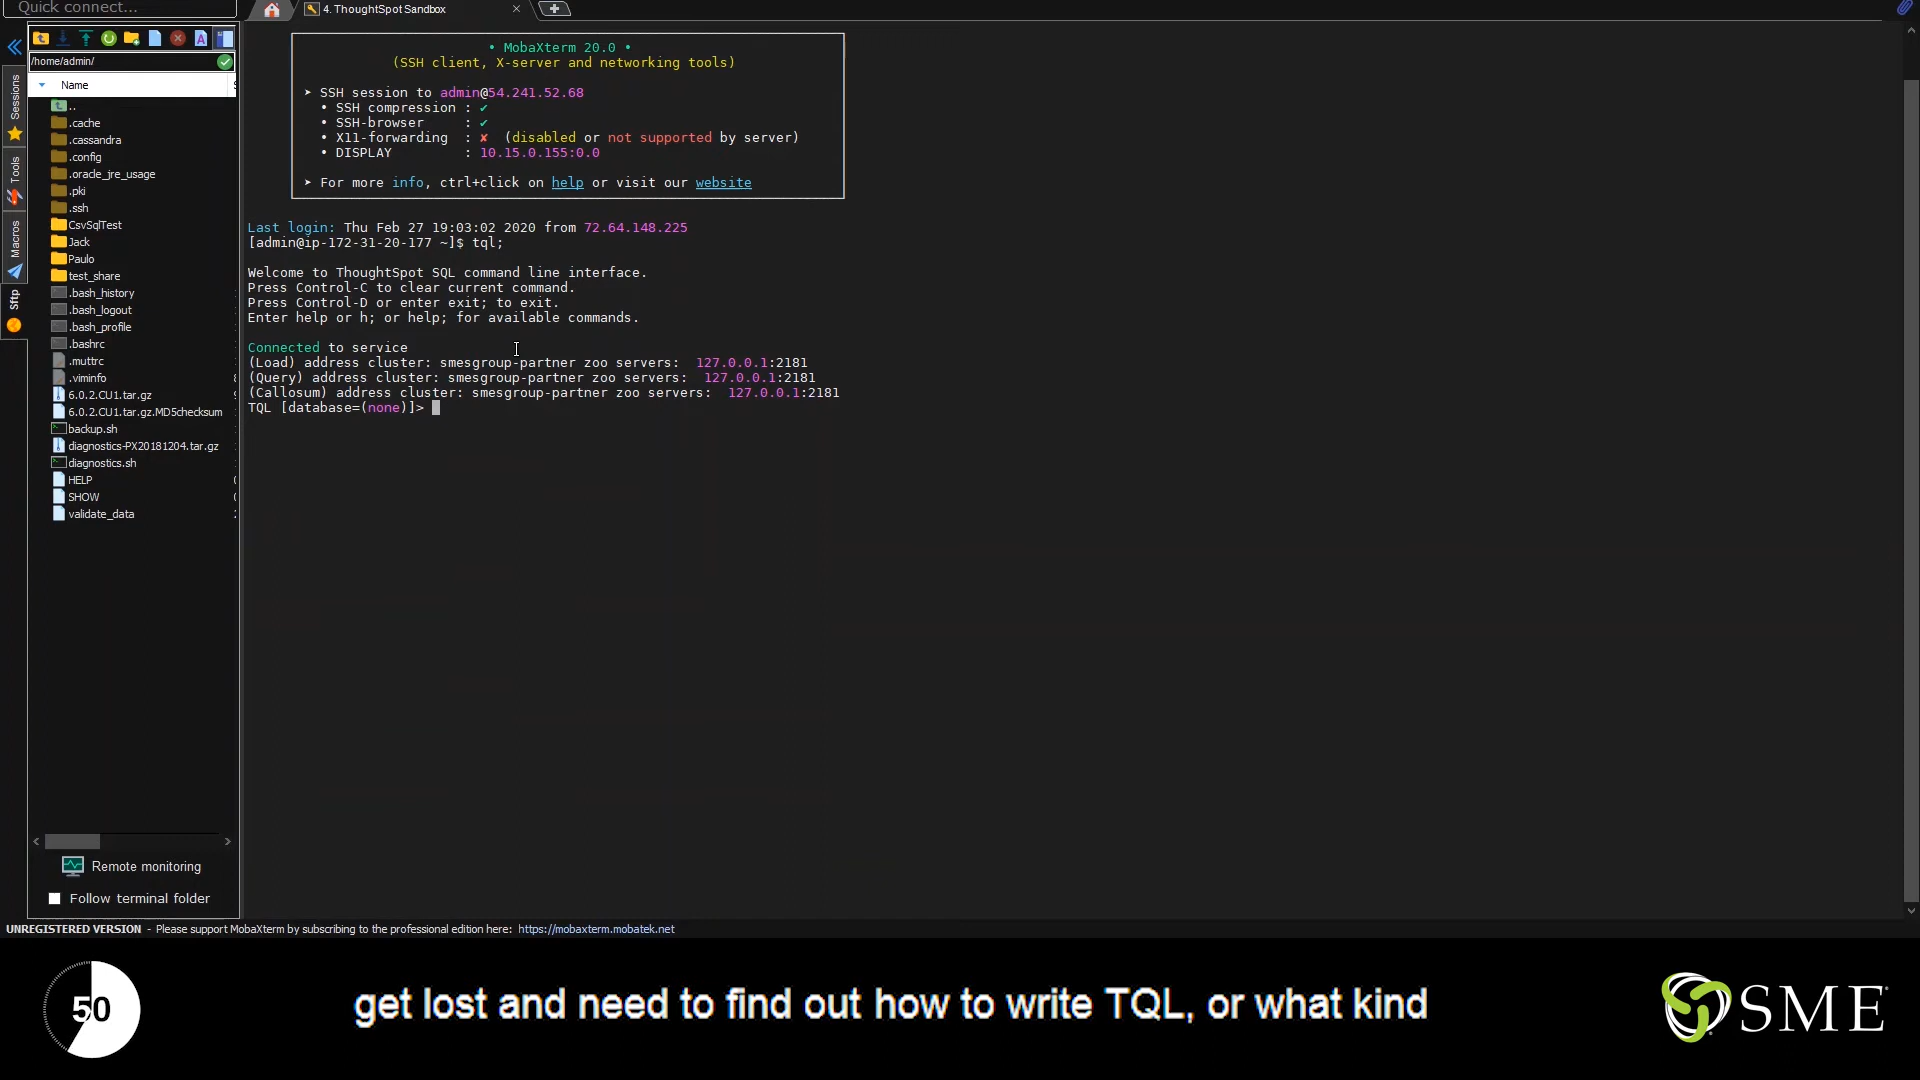 Quick connect...
4. ThoughtSpot Sandbox
/home/admin/
Name
Sessions
Tools
Macros
Sftp
..
.cache
.cassandra
.config
.oracle_jre_usage
.pki
.ssh
CsvSqlTest
Jack
Paulo
test_share
.bash_history
.bash_logout
.bash_profile
.bashrc
.muttrc
.viminfo
6.0.2.CU1.tar.gz
6.0.2.CU1.tar.gz.MD5checksum
backup.sh
diagnostics-PX20181204.tar.gz
diagnostics.sh
HELP
SHOW
validate_data
Remote monitoring
Follow terminal folder
• MobaXterm 20.0 •
(SSH client, X-server and networking tools)
➤ SSH session to admin@54.241.52.68
• SSH compression : ✔
• SSH-browser : ✔
• X11-forwarding : ✘ (disabled or not supported by server)
• DISPLAY : 10.15.0.155:0.0
➤ For more info, ctrl+click on help or visit our website
Last login: Thu Feb 27 19:03:02 2020 from 72.64.148.225
[admin@ip-172-31-20-177 ~]$ tql;
Welcome to ThoughtSpot SQL command line interface.
Press Control-C to clear current command.
Press Control-D or enter exit; to exit.
Enter help or h; or help; for available commands.
Connected to service
(Load) address cluster: smesgroup-partner zoo servers:  127.0.0.1:2181
(Query) address cluster: smesgroup-partner zoo servers:  127.0.0.1:2181
(Callosum) address cluster: smesgroup-partner zoo servers:  127.0.0.1:2181
TQL [database=(none)]>
UNREGISTERED VERSION - Please support MobaXterm by subscribing to the professional edition here: https://mobaxterm.mobatek.net
50
get lost and need to find out how to write TQL, or what kind
SME